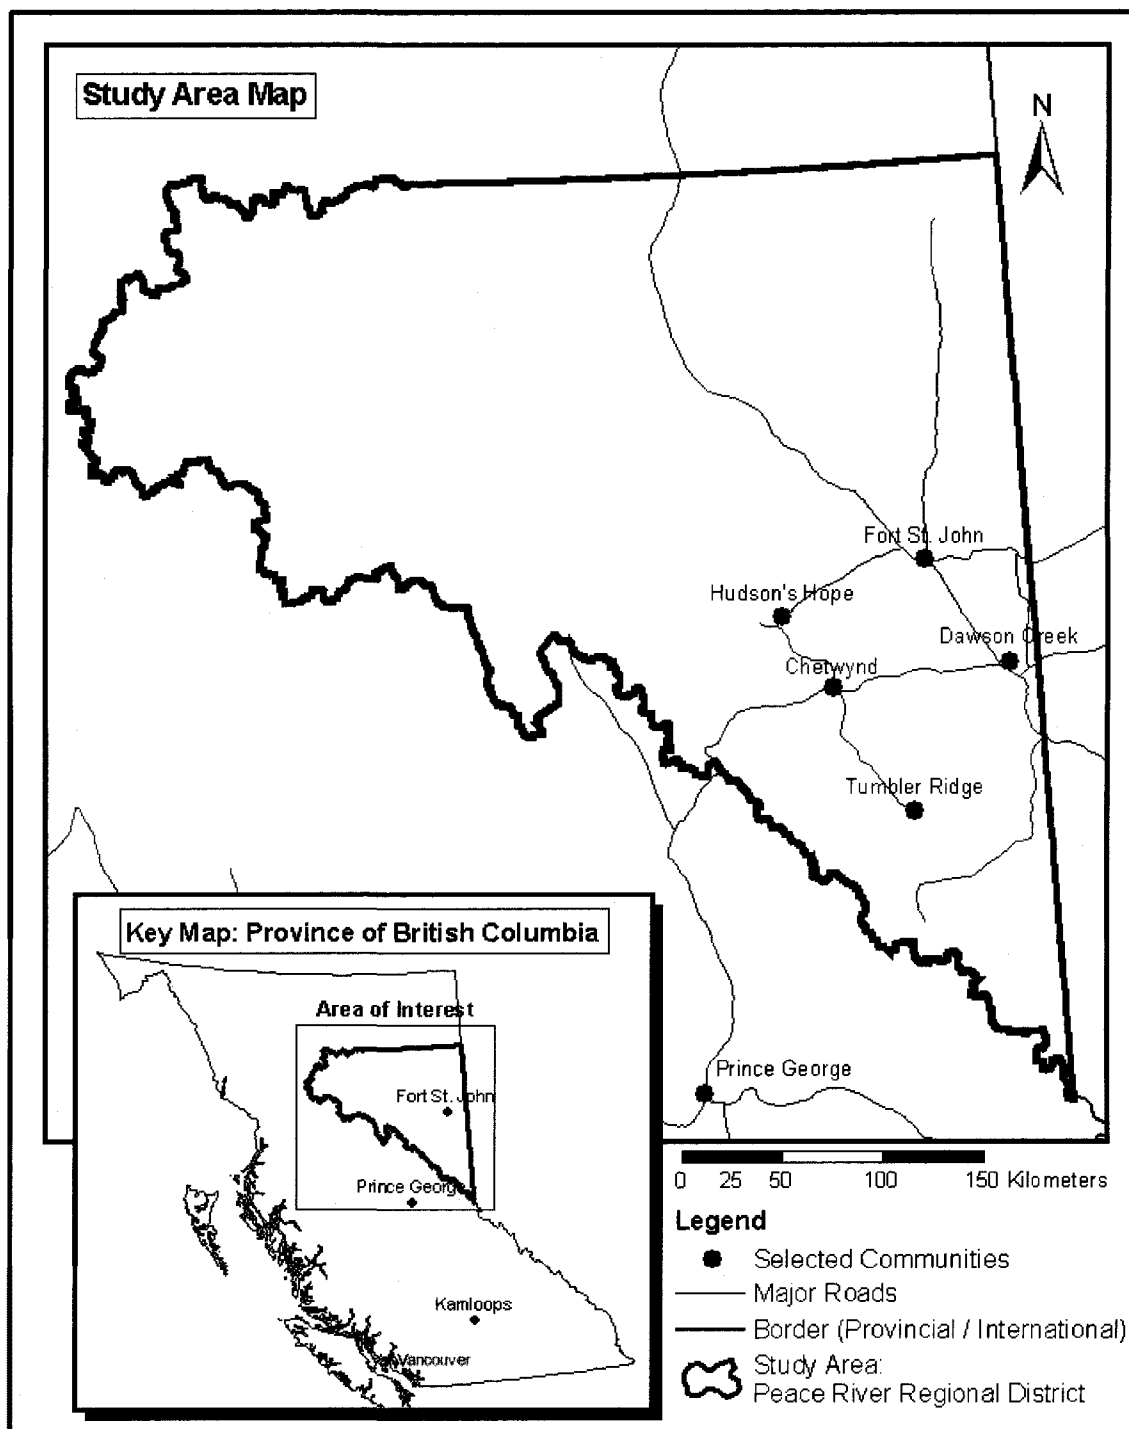 Study Area Map
N
Fort St. John
Hudson's Hope
Dawson Creek
Chetwynd
Tumbler Ridge
Prince George
Key Map: Province of British Columbia
Area of Interest
Fort St. John
Prince George
Kamloops
Vancouver
0 25 50 100 150 Kilometers
Legend
Selected Communities
Major Roads
Border (Provincial / International)
Study Area:
Peace River Regional District